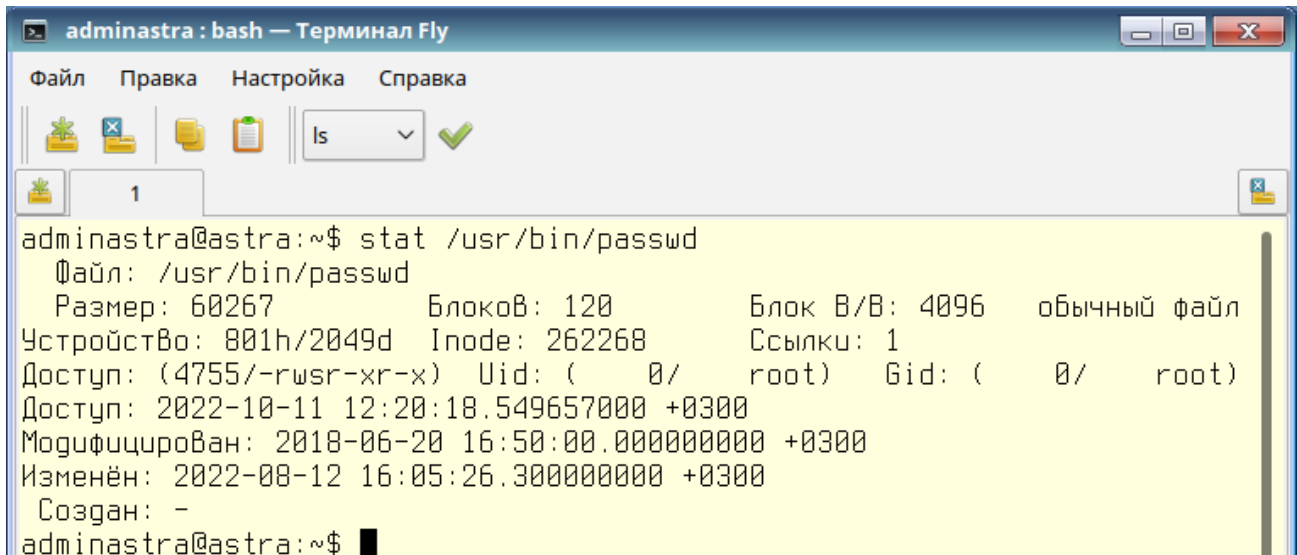 adminastra : bash — Терминал Fly
Файл Правка Настройка Справка
ls
1
adminastra@astra:~$ stat /usr/bin/passwd
  Файл: /usr/bin/passwd
  Размер: 60267         Блоков: 120        Блок В/В: 4096   обычный файл
Устройство: 801h/2049d  Inode: 262268      Ссылки: 1
Доступ: (4755/-rwsr-xr-x)  Uid: (    0/    root)   Gid: (    0/    root)
Доступ: 2022-10-11 12:20:18.549657000 +0300
Модифицирован: 2018-06-20 16:50:00.000000000 +0300
Изменён: 2022-08-12 16:05:26.300000000 +0300
 Создан: -
adminastra@astra:~$